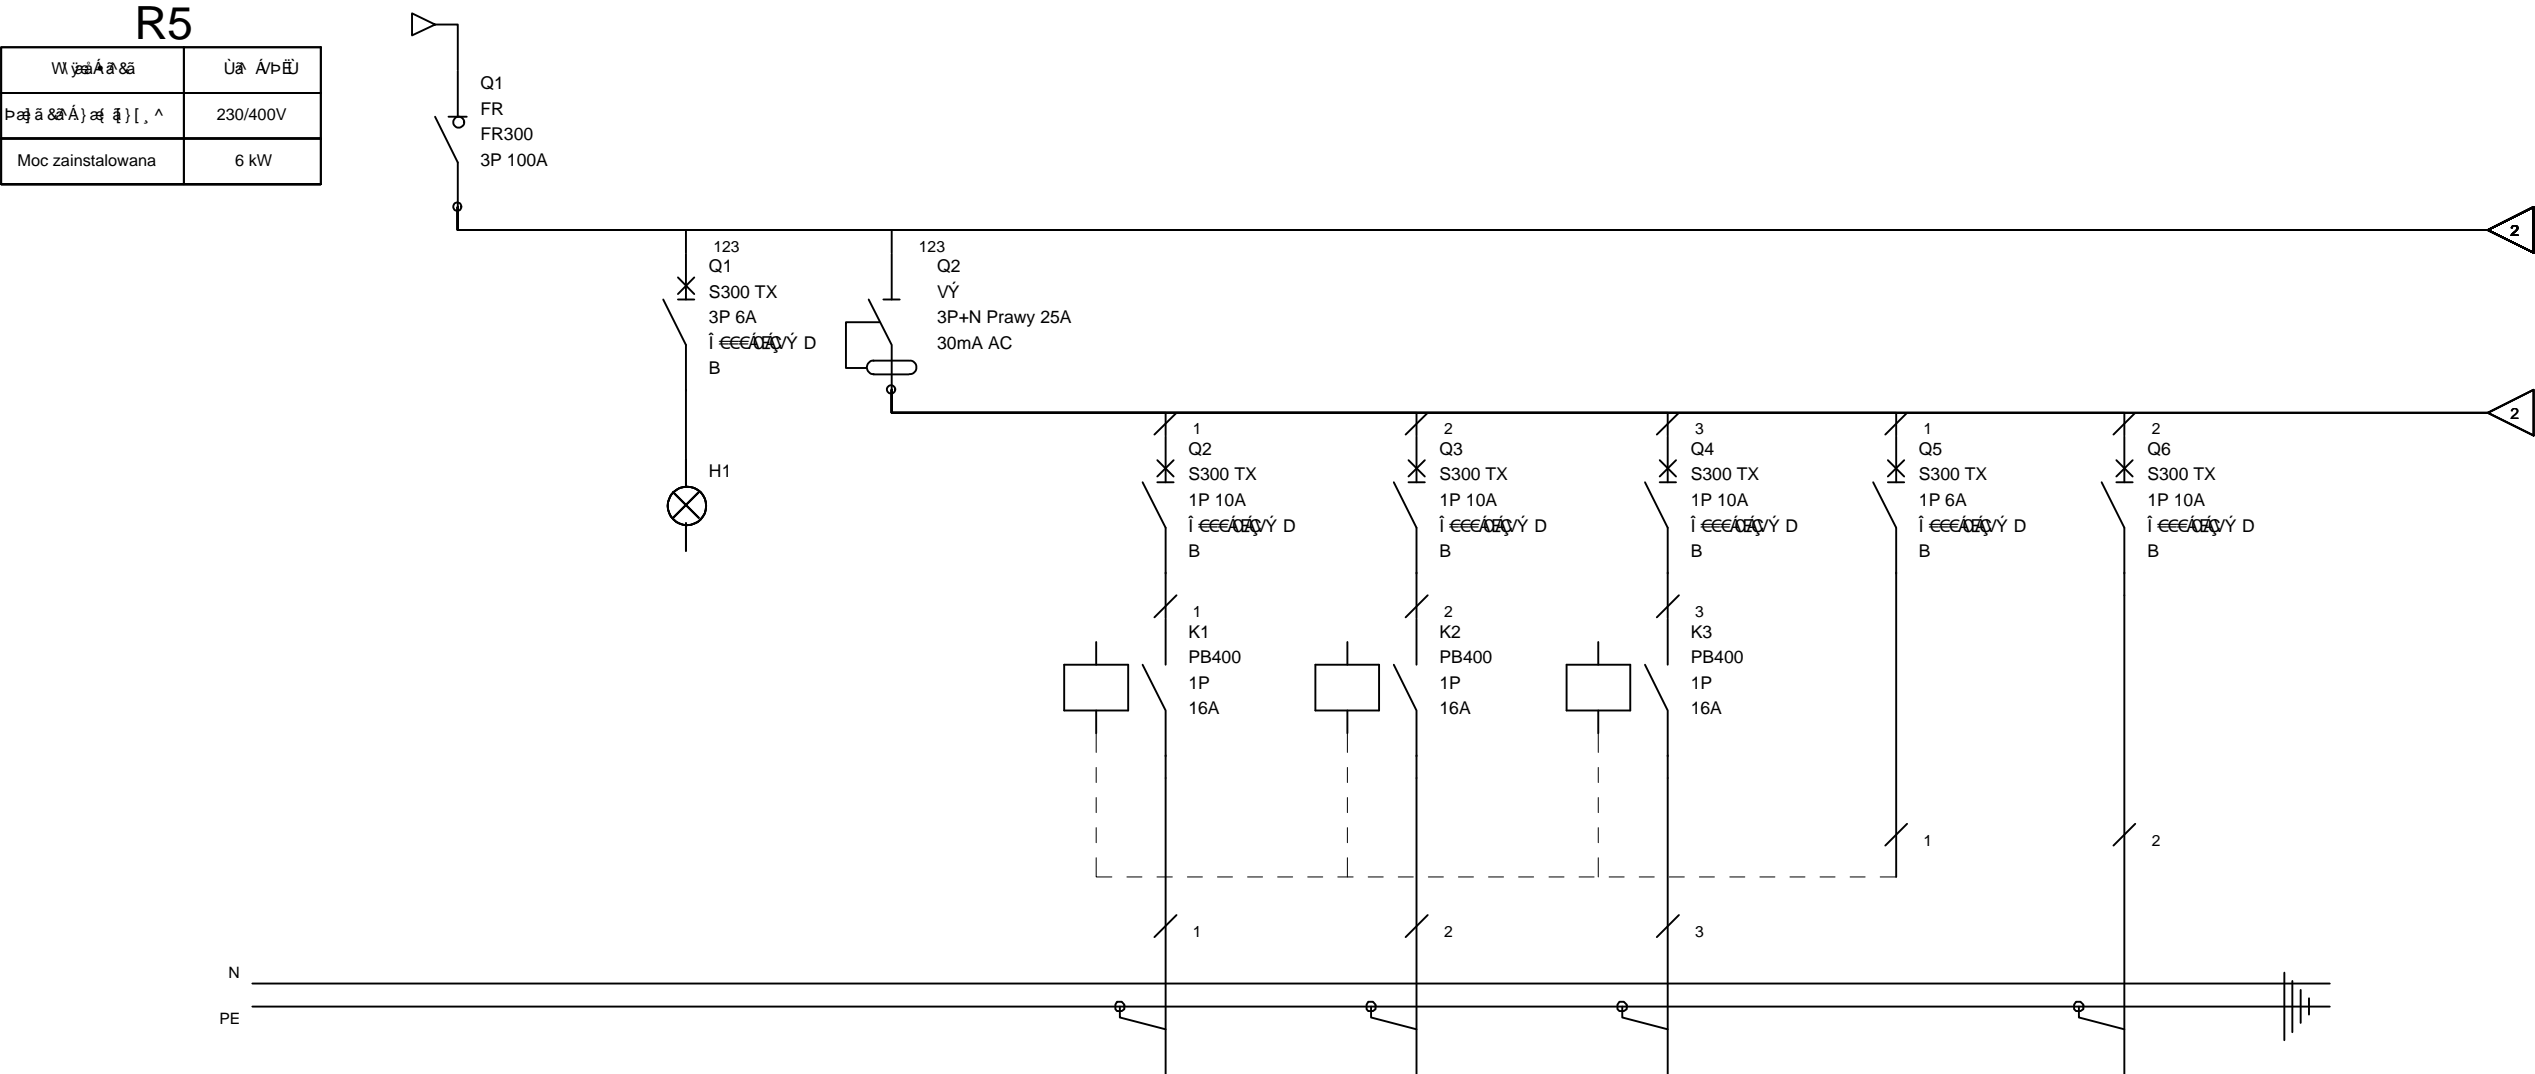 R5
230/400V
Moc zainstalowana
6 kW
Q1
FR
FR300
3P 100A
2
123
Q1
S300 TX
3P 6A
B
H1
123
Q2
VÝ
3P+N Prawy 25A
30mA AC
2
1
Q2
S300 TX
1P 10A
B
2
Q3
S300 TX
1P 10A
B
3
Q4
S300 TX
1P 10A
B
1
Q5
S300 TX
1P 6A
B
2
Q6
S300 TX
1P 10A
B
1
K1
PB400
1P
16A
2
K2
PB400
1P
16A
3
K3
PB400
1P
16A
1
2
1
2
3
N
PE